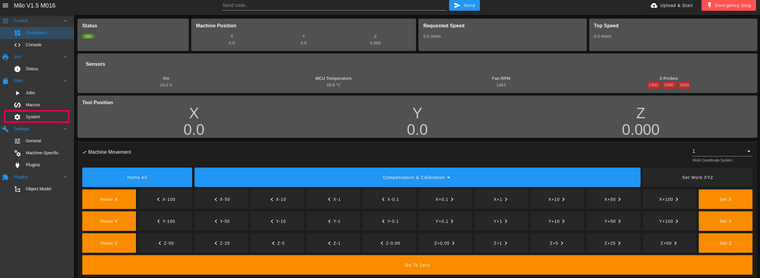 Milo V1.5 M016
Send code...
Send
Upload & Start
Emergency Stop
Control
Dashboard
Console
Job
Status
Files
Jobs
Macros
System
Settings
General
Machine-Specific
Plugins
Plugins
Object Model
Status
Idle
Machine Position
X Y Z
0.0 0.0 0.000
Requested Speed
0.0 mm/s
Top Speed
0.0 mm/s
Sensors
Vin MCU Temperature Fan RPM Z-Probes
1000 1000 1000
Tool Position
X Y Z
0.0 0.0 0.000
Machine Movement
1
Work Coordinate System
Home All
Compensation & Calibration
Set Work XYZ
Home X X-100 X-50 X-10 X-1 X-0.1 X+0.1 X+1 X+10 X+50 X+100 Set X
Home Y Y-100 Y-50 Y-10 Y-1 Y-0.1 Y+0.1 Y+1 Y+10 Y+50 Y+100 Set Y
Home Z Z-50 Z-25 Z-5 Z-1 Z-0.05 Z+0.05 Z+1 Z+5 Z+25 Z+50 Set Z
Go To Zero